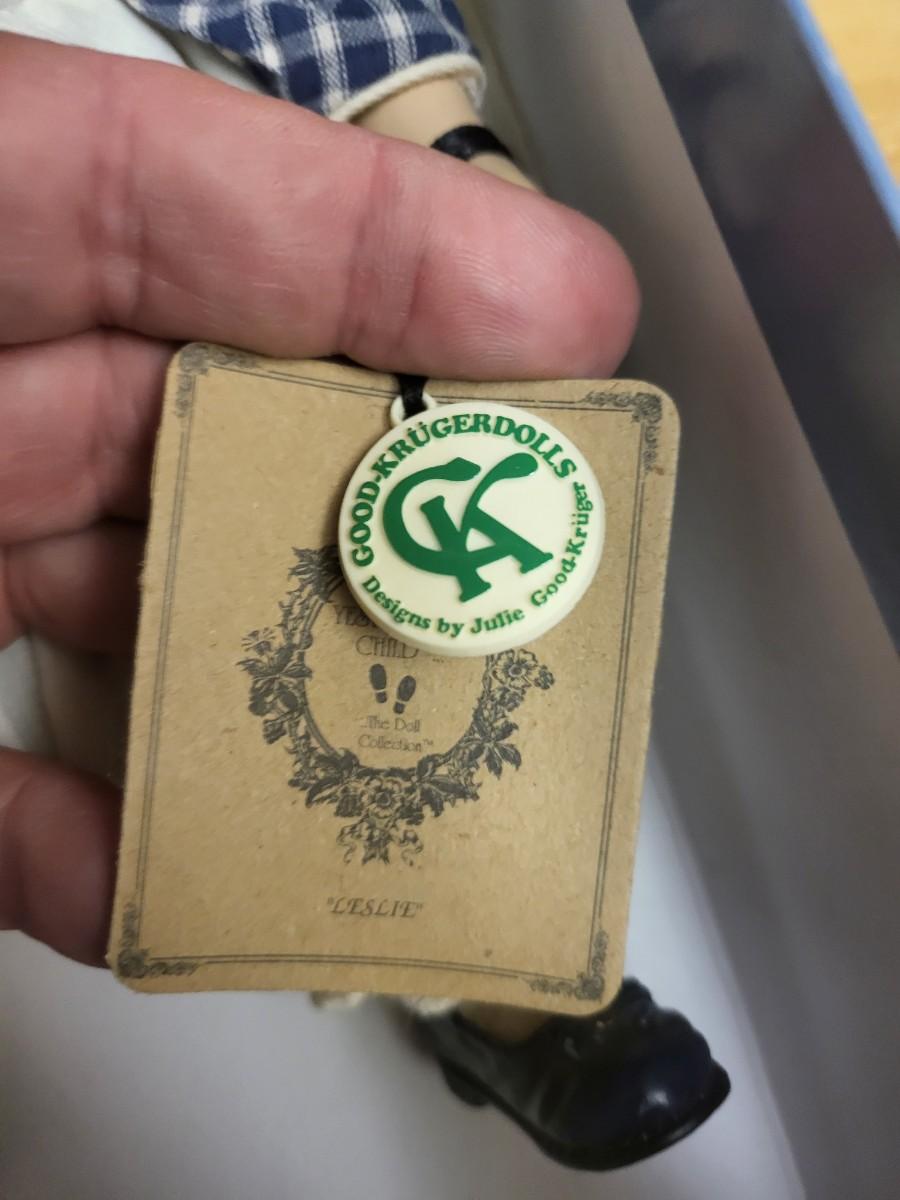 GOOD-KRÜGERDOLLS
GK
Designs by Julie Good-Krüger
CHILD
...The Doll
Collection™
"LESLIE"